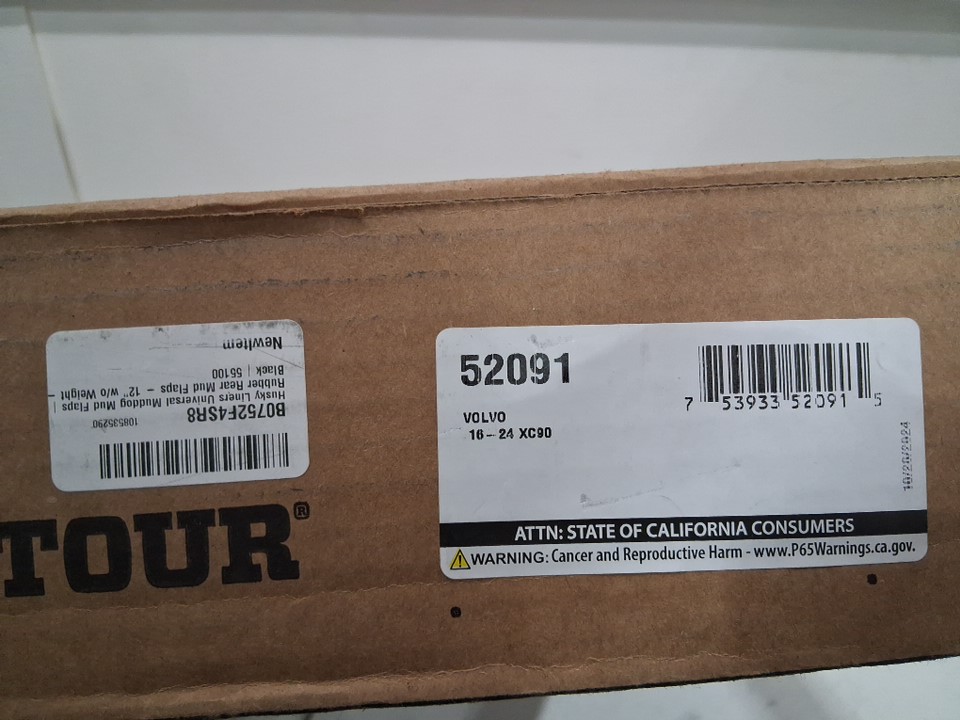 NewItem
Husky Liners Universal Muddog Mud Flaps |
Rubber Rear Mud Flaps - 12" w/o Weight -
Black | 55100
B0752F4SR8
108535290
TOUR®
52091
VOLVO
16-24 XC90
7 53933 52091 5
10/20/2024
ATTN: STATE OF CALIFORNIA CONSUMERS
WARNING: Cancer and Reproductive Harm - www.P65Warnings.ca.gov.